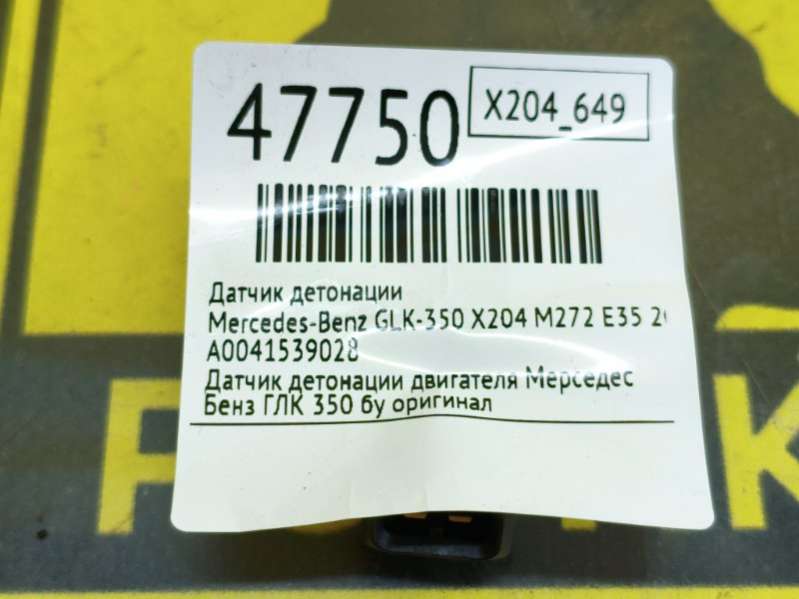 47750
X204_649
Датчик детонации
Mercedes-Benz GLK-350 X204 M272 E35
A0041539028
Датчик детонации двигателя Мерседес
Бенз ГЛК 350 бу оригинал